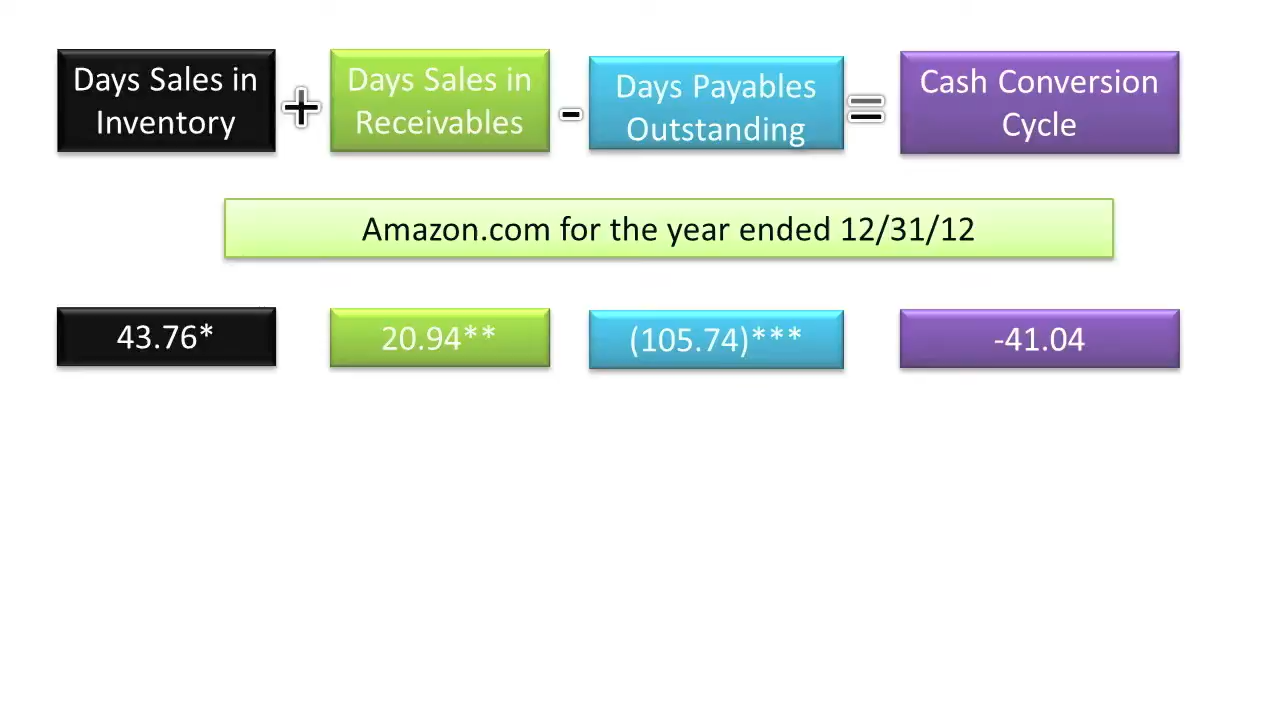 Days Sales in
Inventory
+
Days Sales in
Receivables
-
Days Payables
Outstanding
=
Cash Conversion
Cycle
Amazon.com for the year ended 12/31/12
43.76*
20.94**
(105.74)***
-41.04